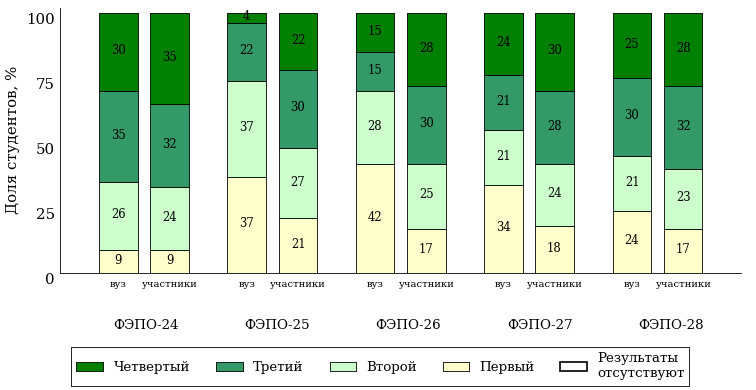 Доля студентов, %
100
75
50
25
0
30 35 4 22 15 28 24 30 25 28
35 32 22 30 15 30 21 28 30 32
26 24 37 27 28 25 21 24 21 23
9 9 37 21 42 17 34 18 24 17
вуз участники вуз участники вуз участники вуз участники вуз участники
ФЭПО-24 ФЭПО-25 ФЭПО-26 ФЭПО-27 ФЭПО-28
Четвертый Третий Второй Первый Результаты
отсутствуют